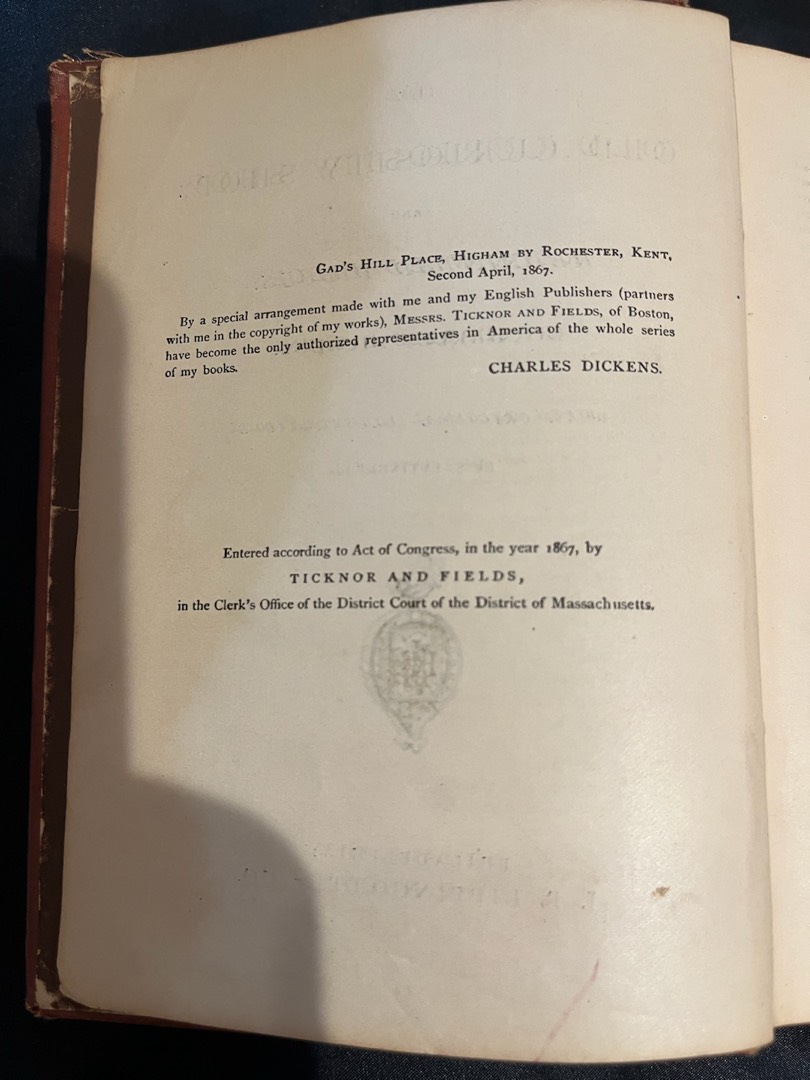 GAD'S HILL PLACE, HIGHAM BY ROCHESTER, KENT,
Second April, 1867.
By a special arrangement made with me and my English Publishers (partners
with me in the copyright of my works), MESSRS. TICKNOR AND FIELDS, of Boston,
have become the only authorized representatives in America of the whole series
of my books.
CHARLES DICKENS.
Entered according to Act of Congress, in the year 1867, by
TICKNOR AND FIELDS,
in the Clerk's Office of the District Court of the District of Massachusetts.